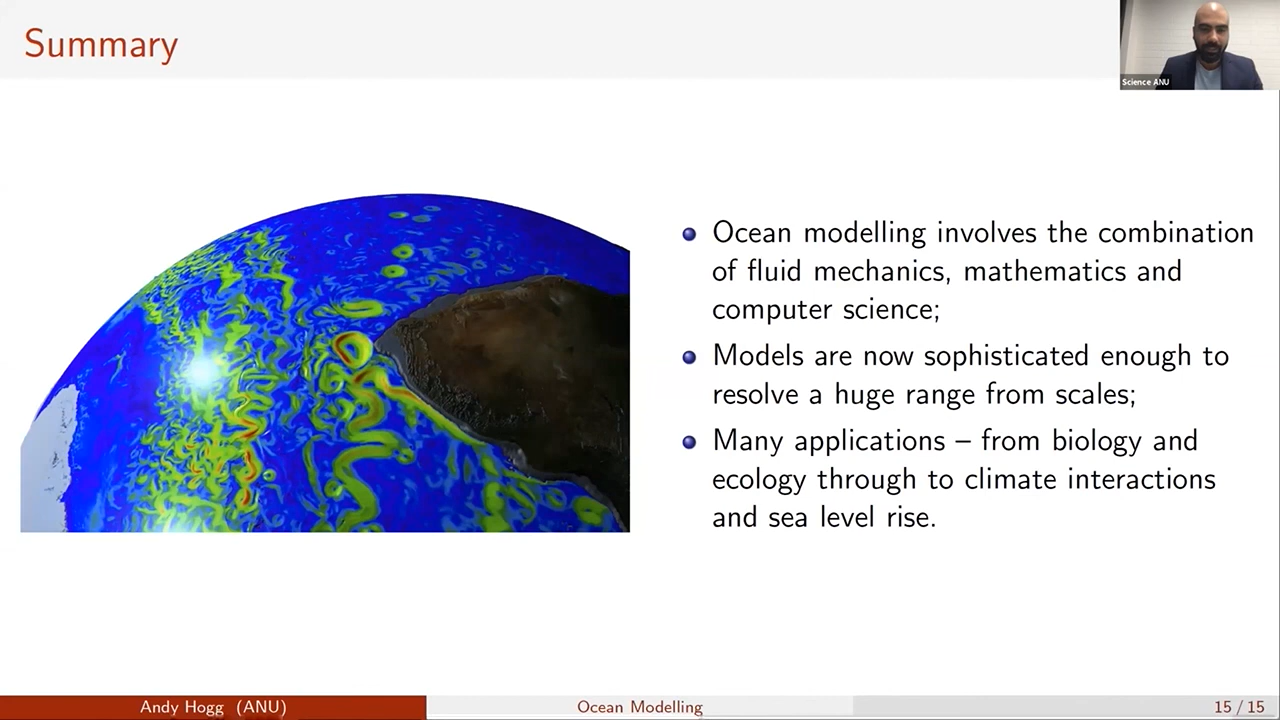 Summary
Science ANU
Ocean modelling involves the combination
of fluid mechanics, mathematics and
computer science;
Models are now sophisticated enough to
resolve a huge range from scales;
Many applications – from biology and
ecology through to climate interactions
and sea level rise.
Andy Hogg (ANU)
Ocean Modelling
15 / 15